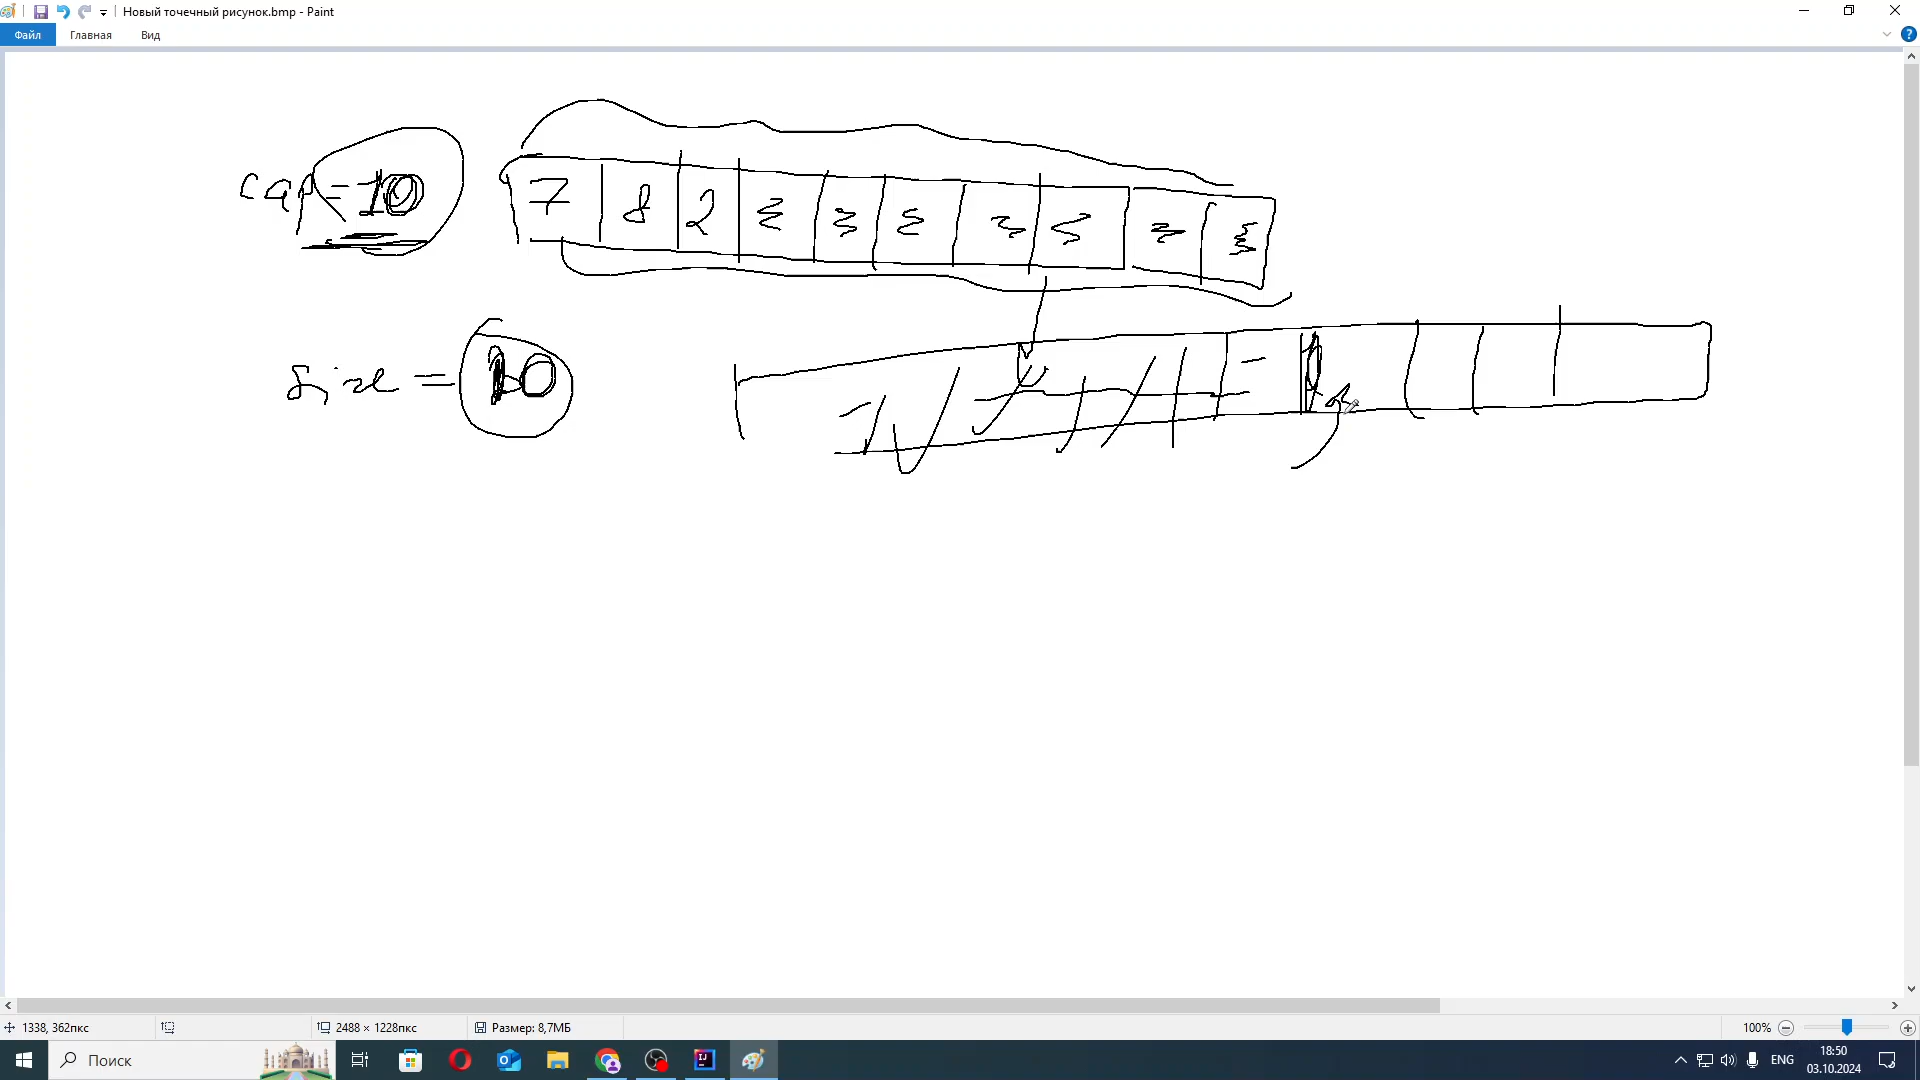 Новый точечный рисунок.bmp - Paint
Файл Главная Вид
cap = 10
7 8 2
size = 10
1338, 362пкс 2488 × 1228пкс Размер: 8,7МБ 100%
Поиск
ENG 18:50
03.10.2024